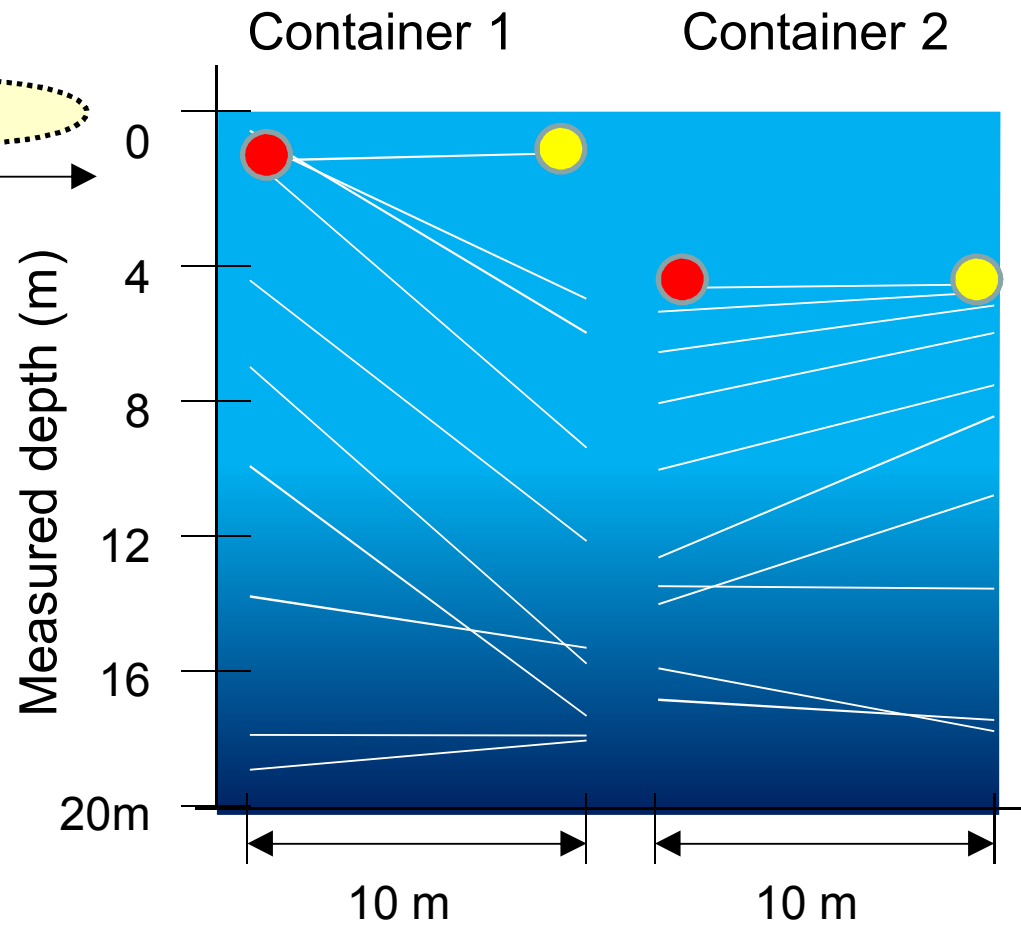 Container 1
Container 2
Measured depth (m)
0
4
8
12
16
20m
10 m
10 m